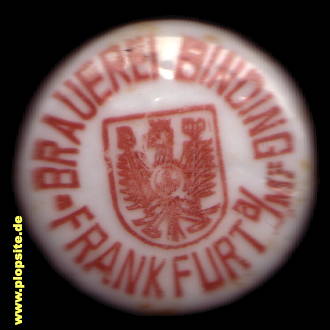 BRAUEREI BINDING
FRANKFURT a/M
www.plopsite.de